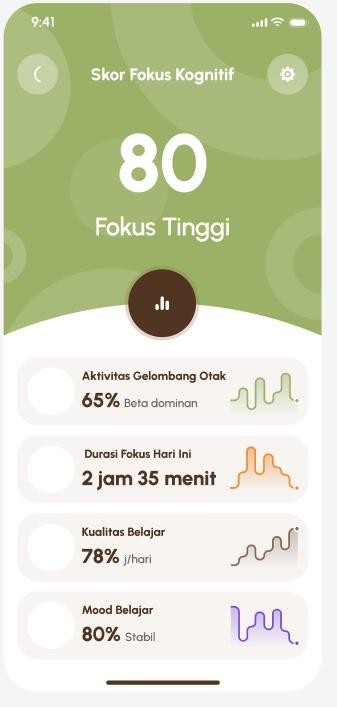 9:41
Skor Fokus Kognitif
80
Fokus Tinggi
Aktivitas Gelombang Otak
65% Beta dominan
Durasi Fokus Hari Ini
2 jam 35 menit
Kualitas Belajar
78% j/hari
Mood Belajar
80% Stabil